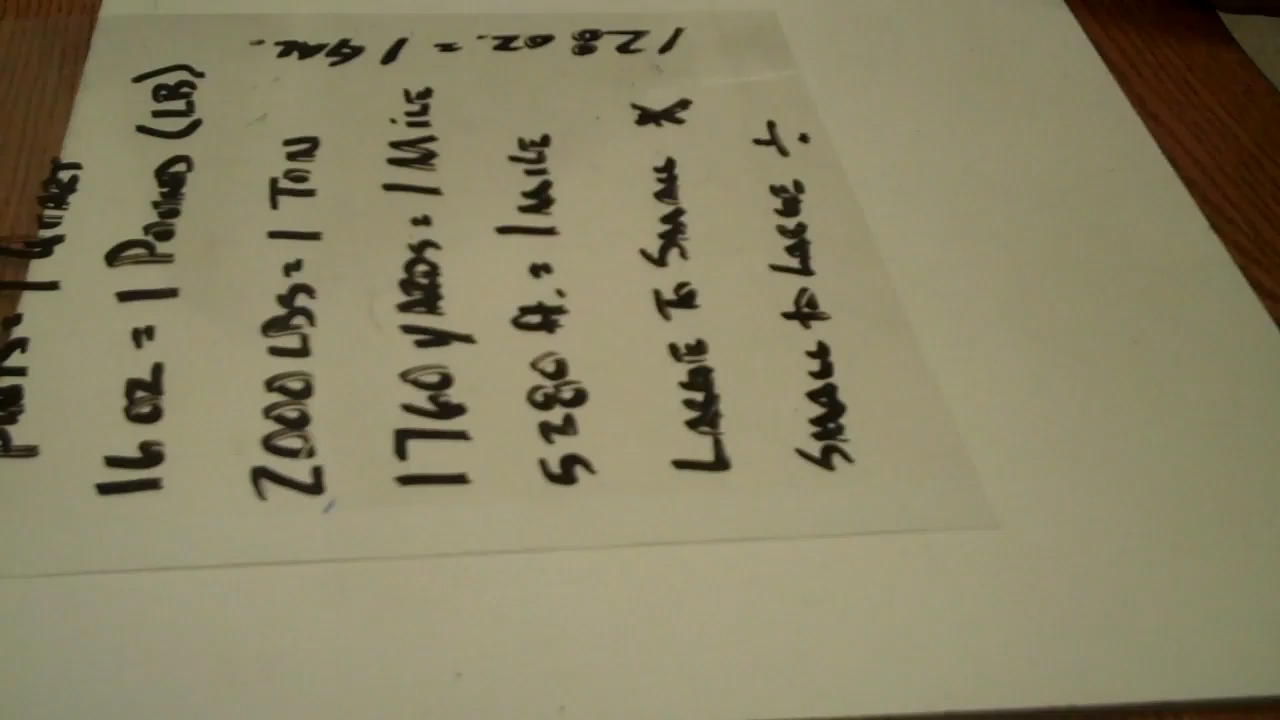 = 1 QUART
16 OZ = 1 POUND (LB)
2000 LBS = 1 TON
1760 YARDS = 1 MILE
5280 ft. = 1 MILE
LARGE TO SMALL X
SMALL to LARGE ÷
128 OZ. = 1 GAL.